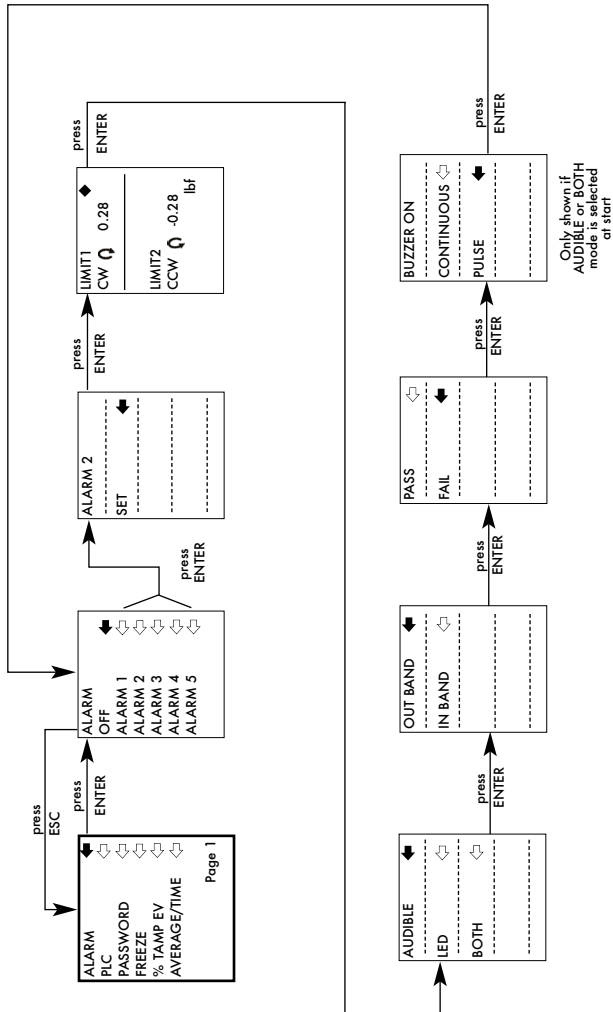 ALARM
PLC
PASSWORD
FREEZE
% TAMP EV
AVERAGE/TIME
Page 1
press
ESC
press
ENTER
ALARM
OFF
ALARM 1
ALARM 2
ALARM 3
ALARM 4
ALARM 5
press
ENTER
ALARM 2
SET
press
ENTER
LIMIT1
CW 0.28
LIMIT2
CCW -0.28
lbf
press
ENTER
AUDIBLE
LED
BOTH
press
ENTER
OUT BAND
IN BAND
press
ENTER
PASS
FAIL
press
ENTER
BUZZER ON
CONTINUOUS
PULSE
Only shown if
AUDIBLE or BOTH
mode is selected
at start
press
ENTER